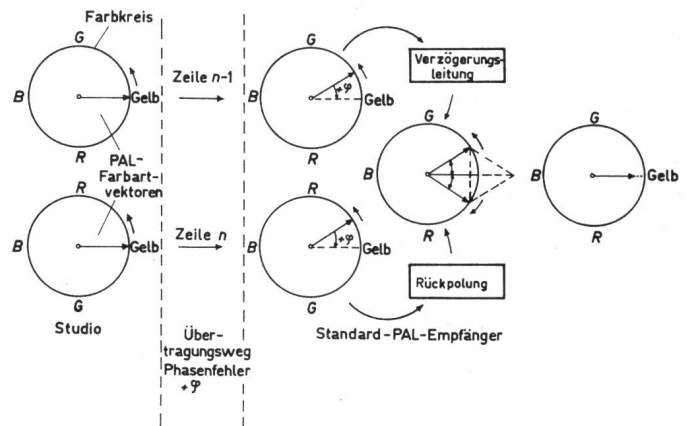 Farbkreis
G
B
Gelb
R
PAL-
Farbart-
vektoren
R
B
Gelb
G
Studio
Zeile n-1
Zeile n
Über-
tragungsweg
Phasenfehler
+φ
G
B
+φ
Gelb
R
R
B
+φ
Gelb
G
Verzögerungs-
leitung
G
B
R
Rückpolung
Standard-PAL-Empfänger
G
B
Gelb
R